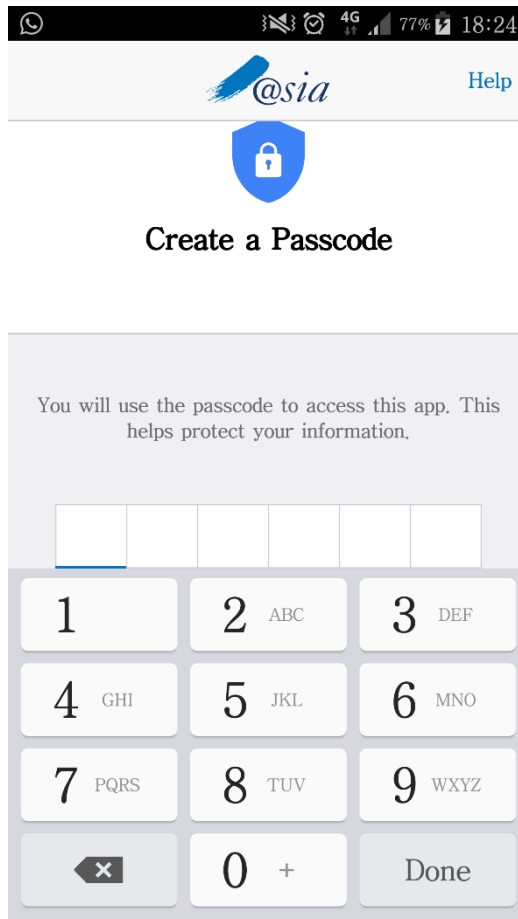 4G 77% 18:24
@sia Help
Create a Passcode
You will use the passcode to access this app. This
helps protect your information.
1 2 ABC 3 DEF
4 GHI 5 JKL 6 MNO
7 PQRS 8 TUV 9 WXYZ
0 + Done